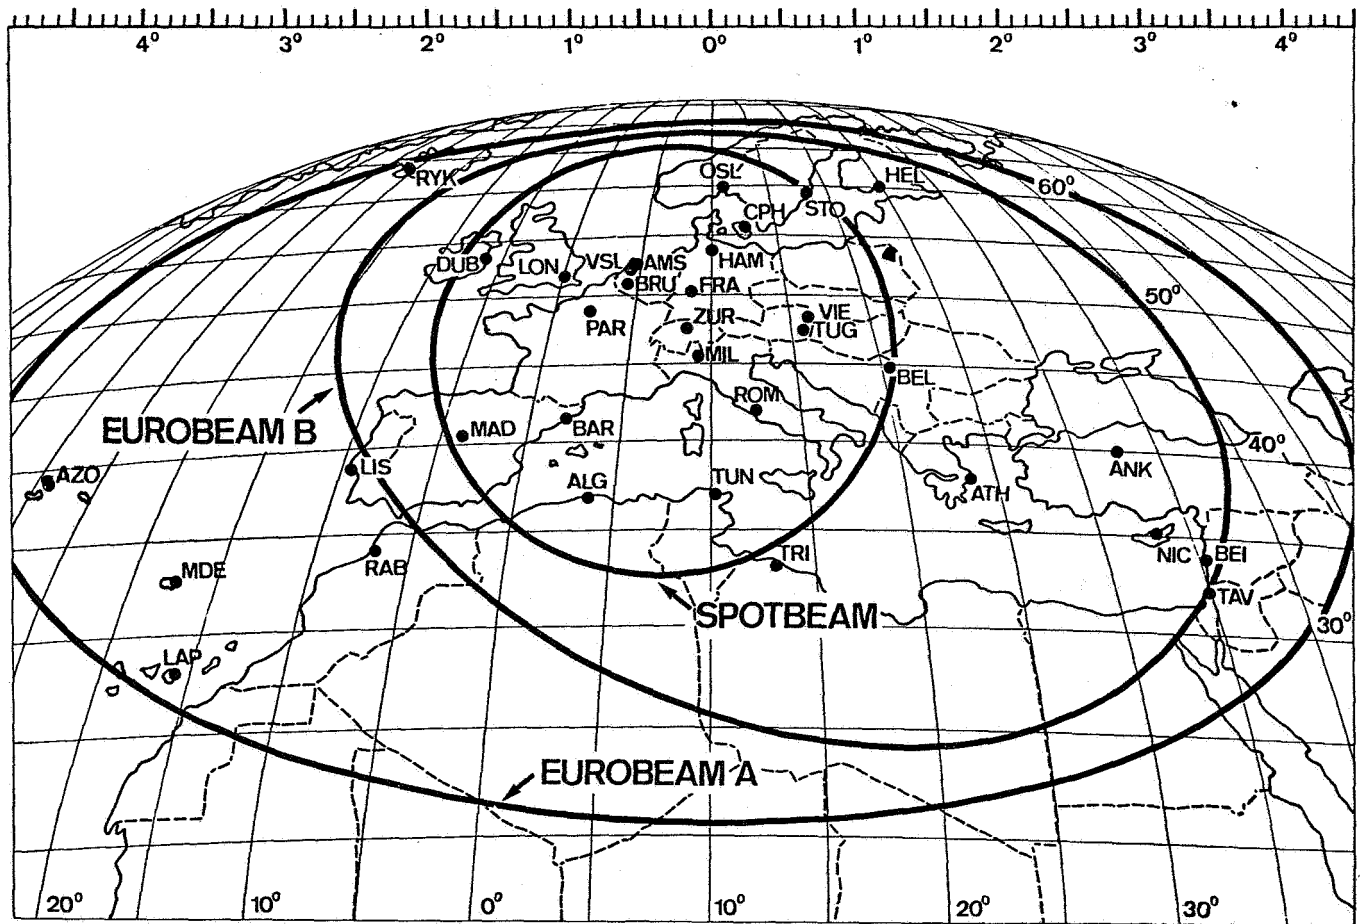 4° 3° 2° 1° 0° 1° 2° 3° 4°
RYK
OSL
HEL
60°
STO
CPH
DUB
LON
VSL
AMS
HAM
BRU
FRA
50°
PAR
ZUR
VIE
TUG
MIL
BEL
ROM
EUROBEAM B
MAD
BAR
40°
LIS
ANK
AZO
ALG
TUN
ATH
TRI
NIC
BEI
RAB
MDE
TAV
SPOTBEAM
30°
LAP
EUROBEAM A
20° 10° 0° 10° 20° 30°